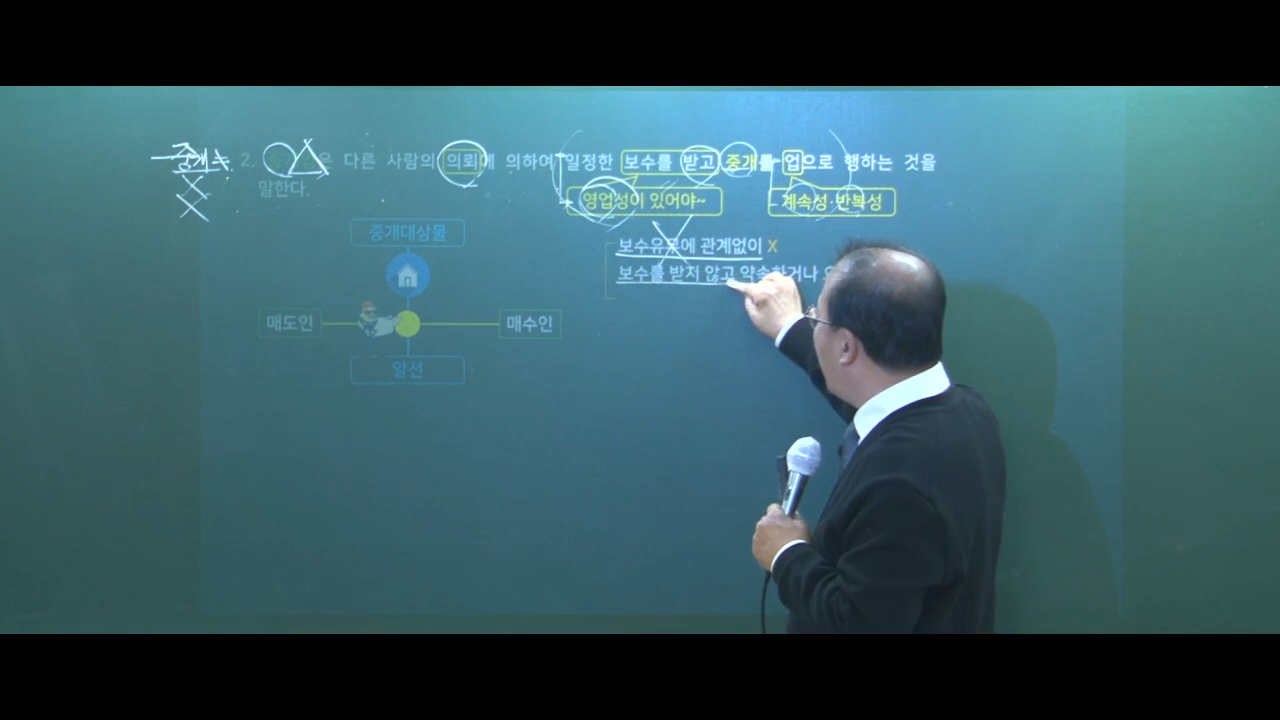 중개는 2. 은 다른 사람의 의뢰에 의하여 일정한 보수를 받고 중개를 업으로 행하는 것을
말한다.
영업성이 있어야~ 계속성·반복성
중개대상물
보수유무에 관계없이 X
보수를 받지 않고 약속하거나
매도인 매수인
알선